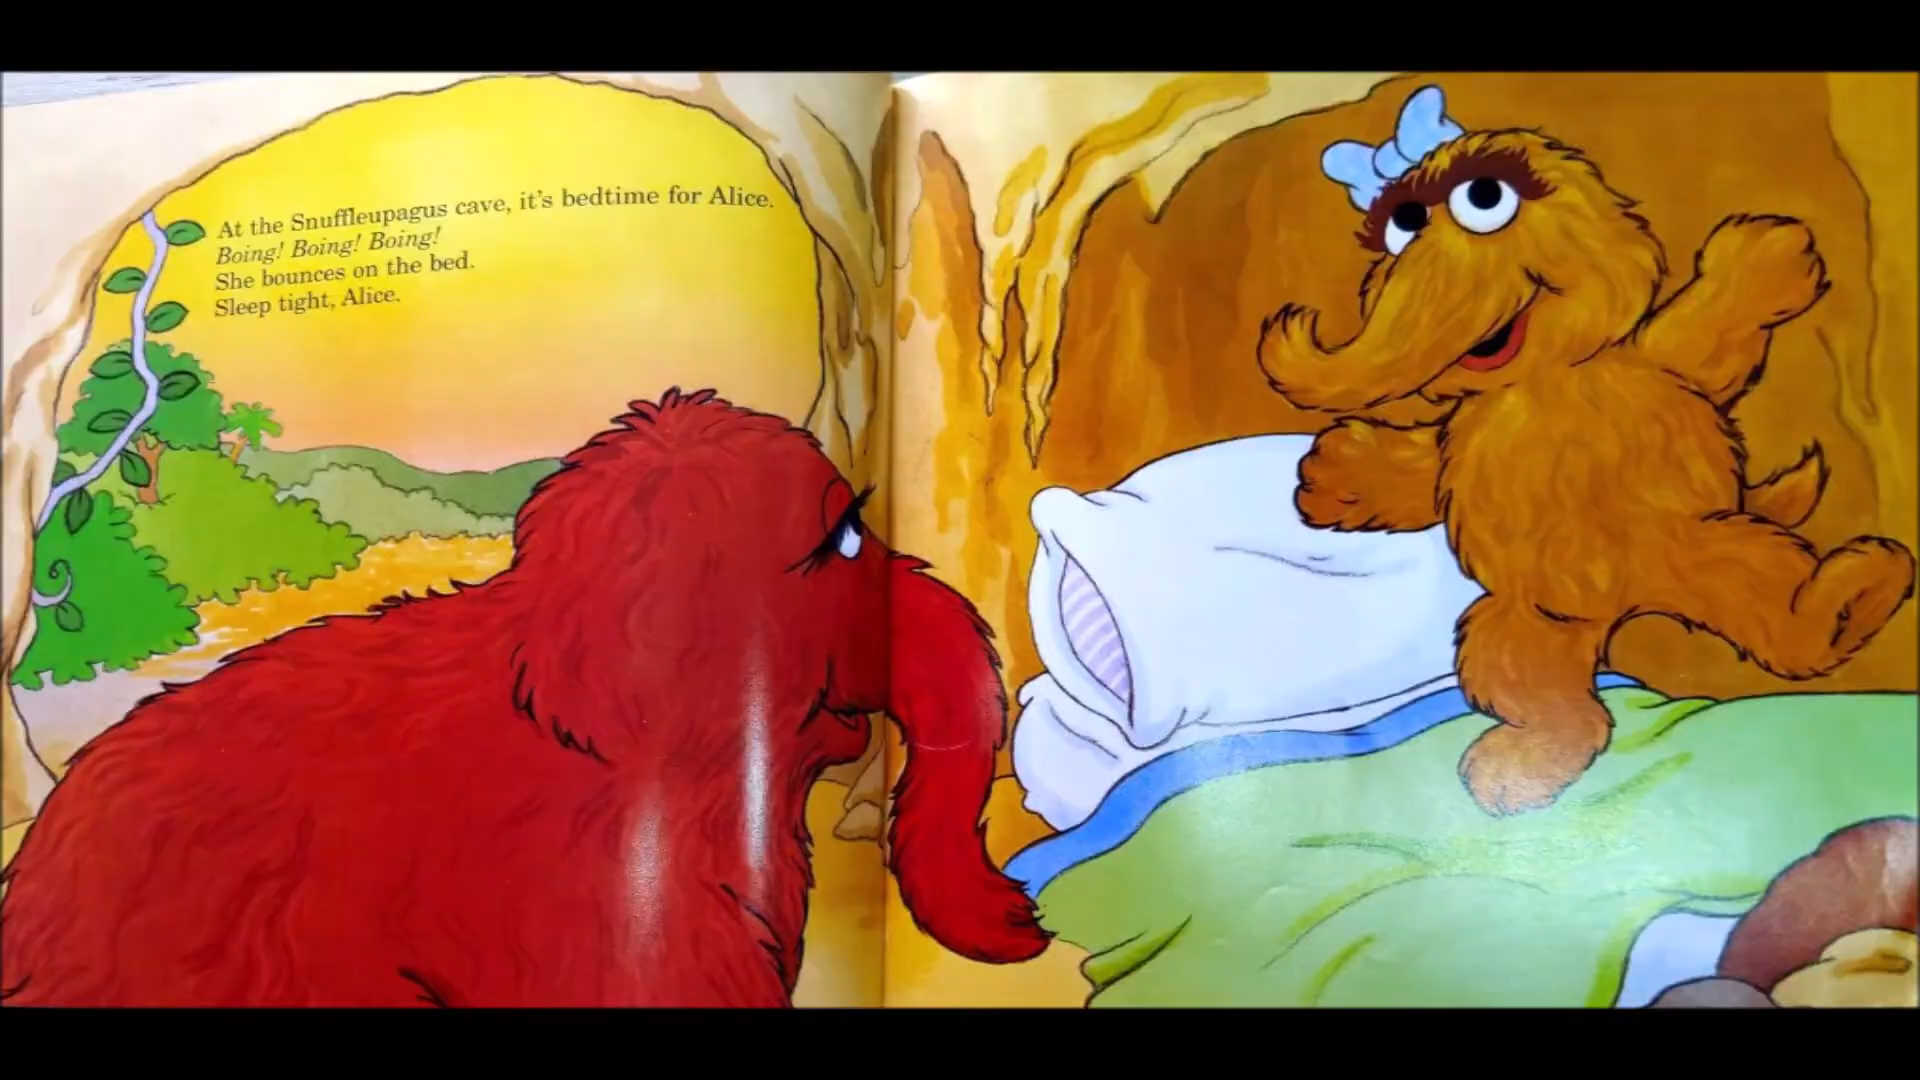 At the Snuffleupagus cave, it's bedtime for Alice.
Boing! Boing! Boing!
She bounces on the bed.
Sleep tight, Alice.